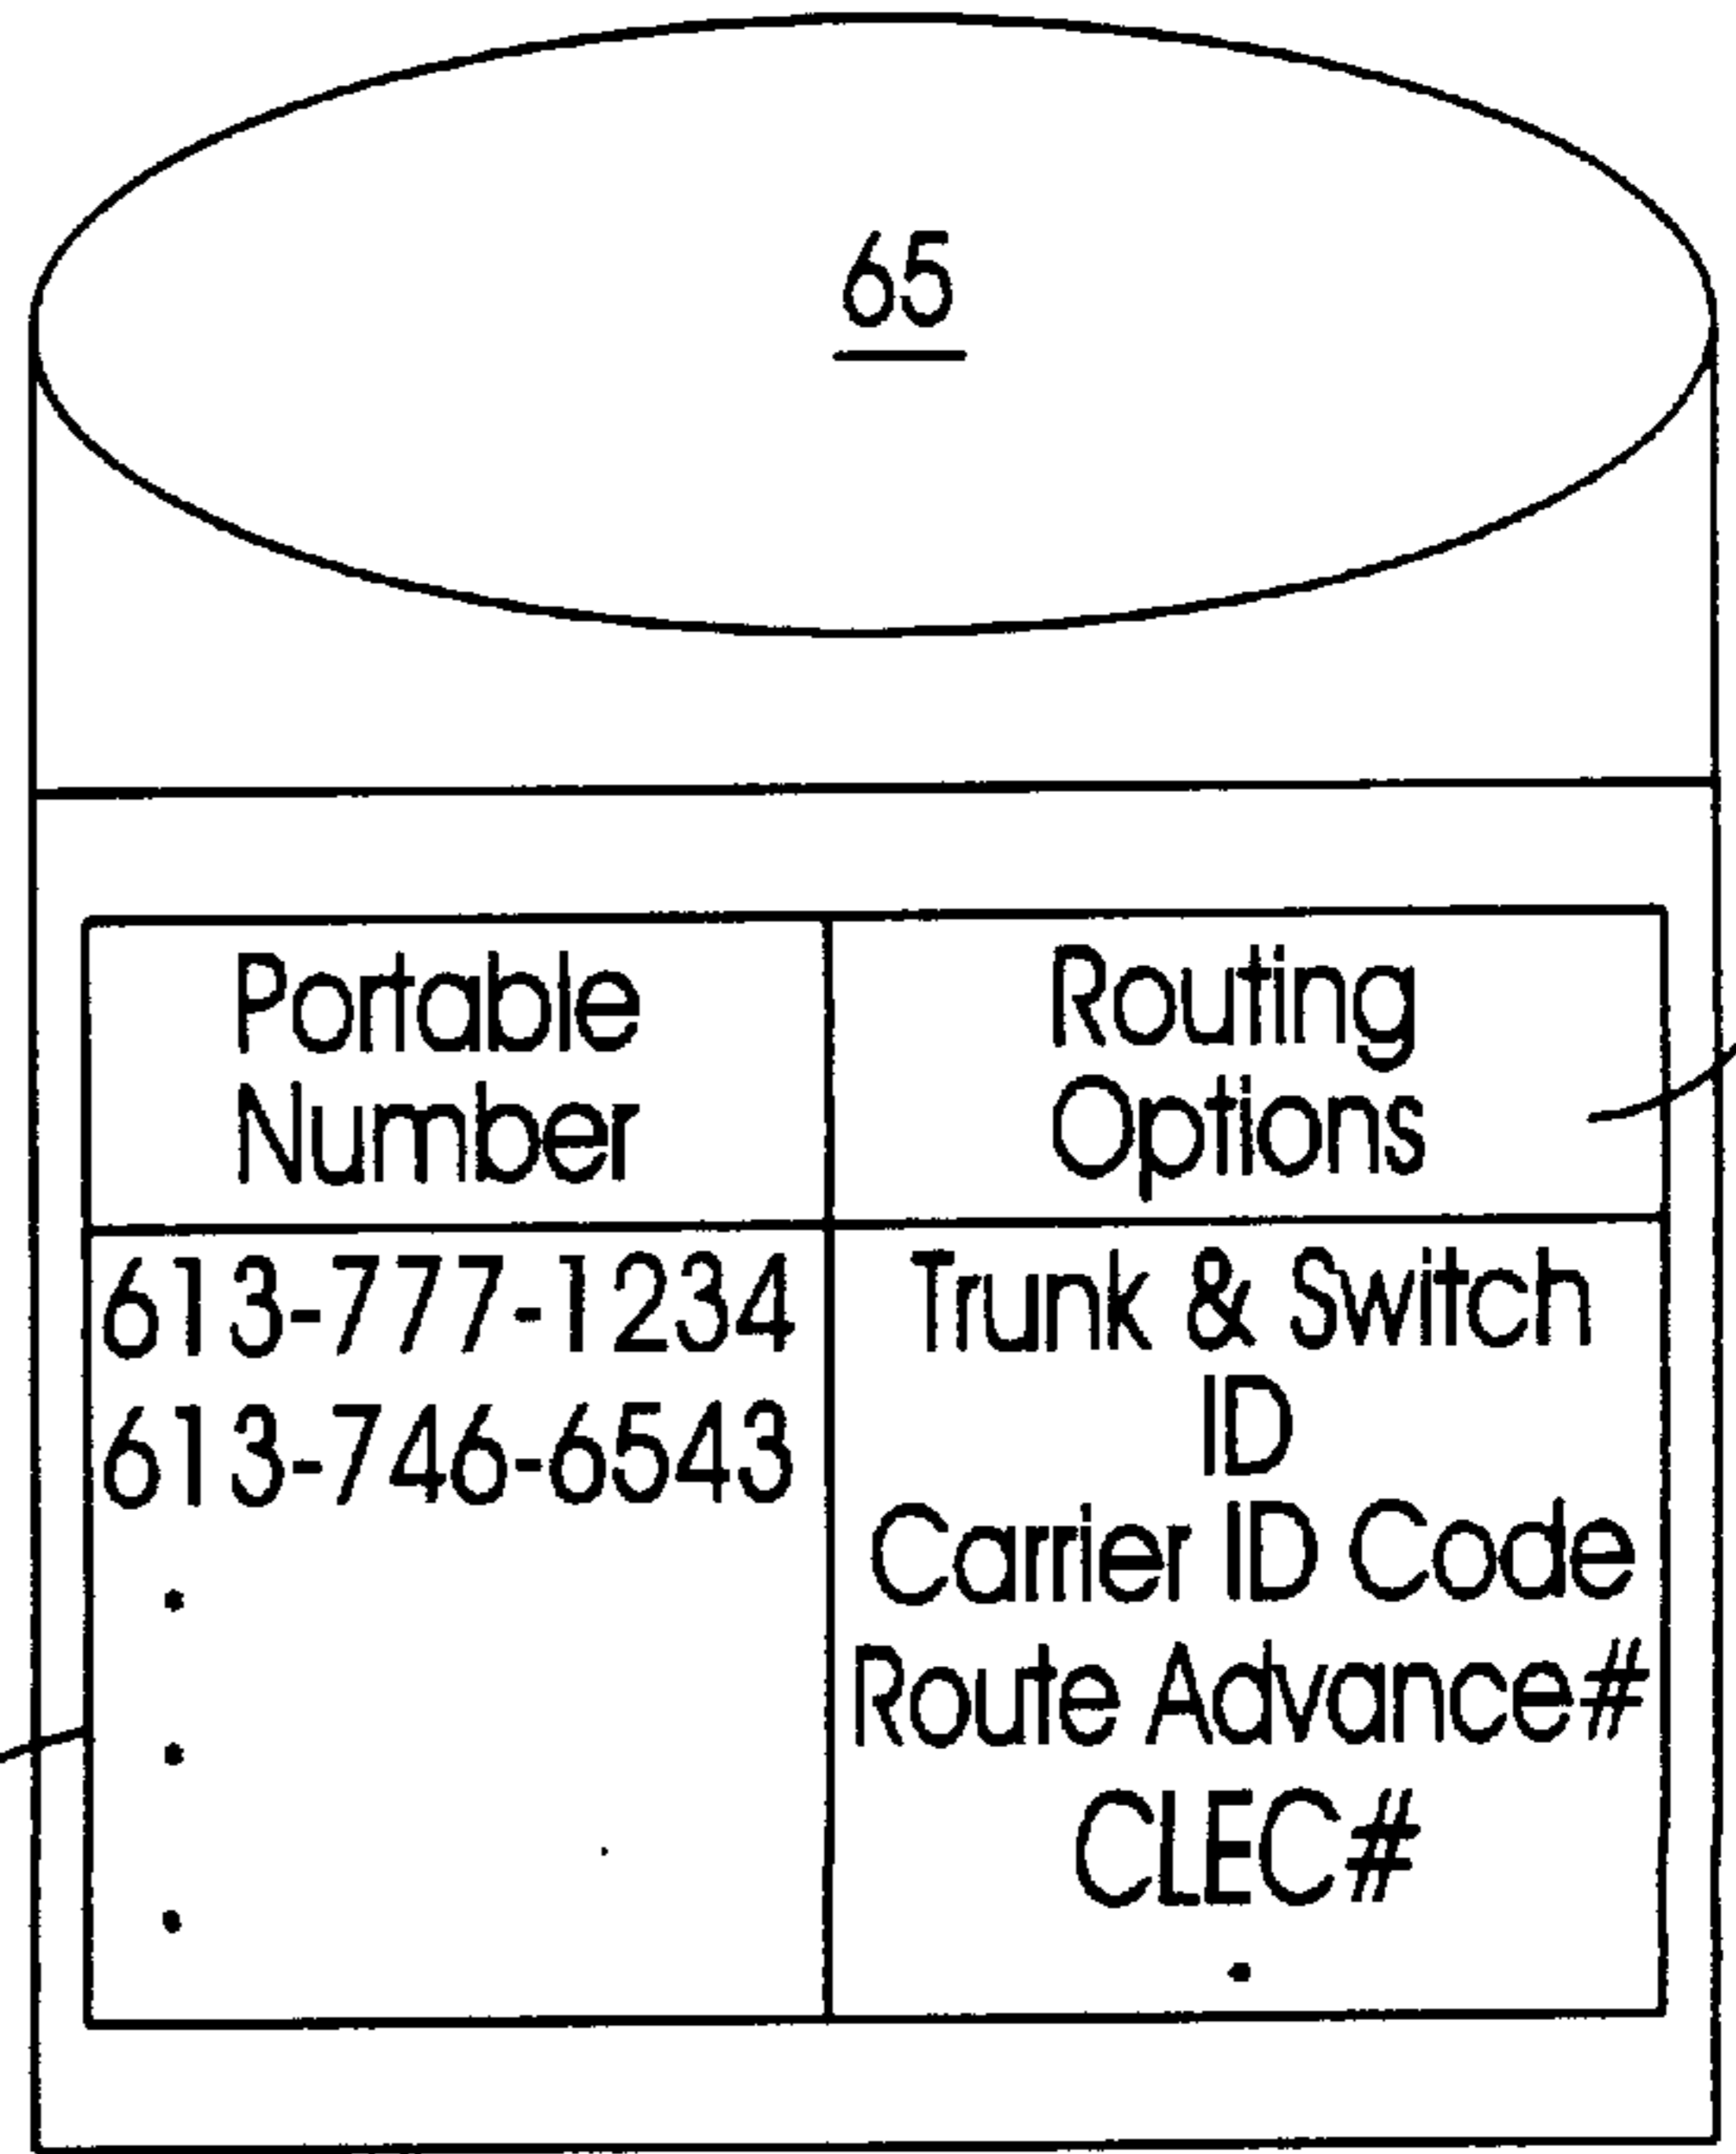 65
Portable
Number
Routing
Options
613-777-1234
613-746-6543
Trunk & Switch
ID
Carrier ID Code
Route Advance#
CLEC#